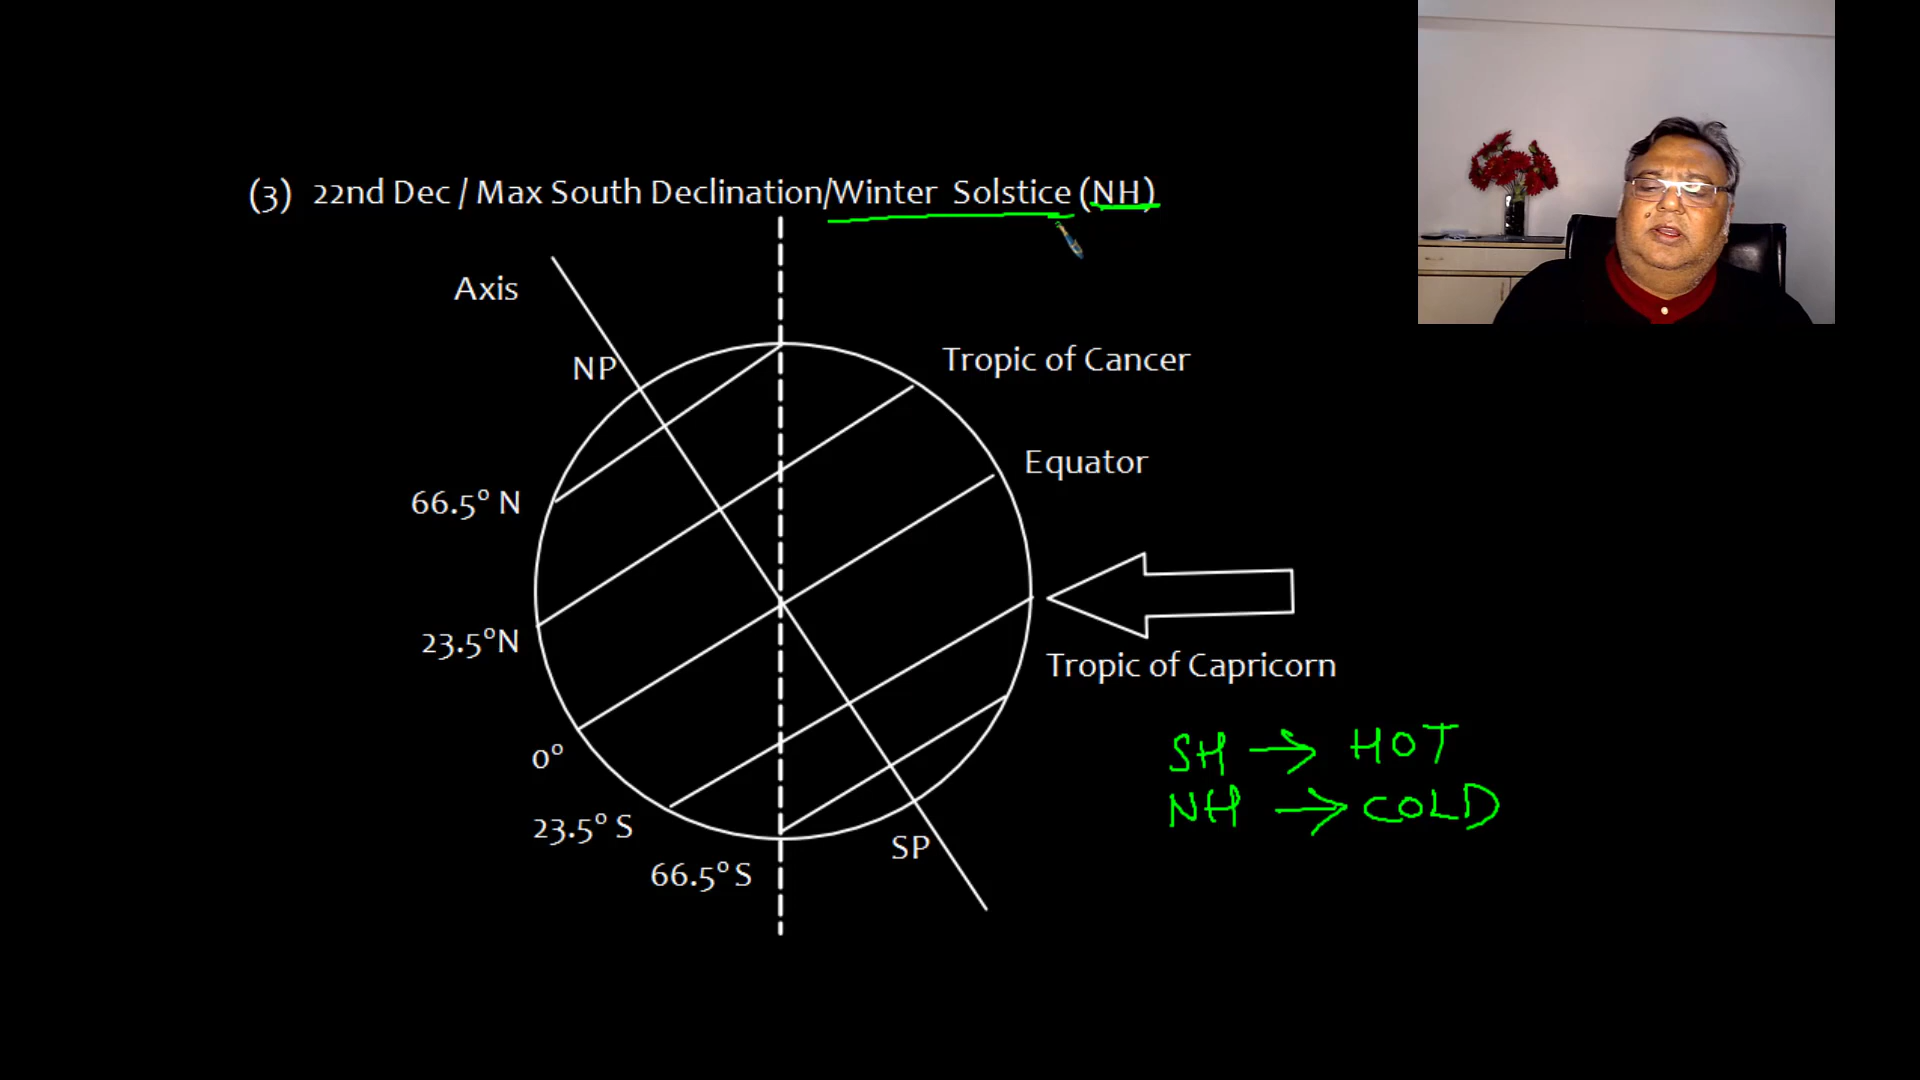 (3) 22nd Dec / Max South Declination/Winter Solstice (NH)
Axis
NP
Tropic of Cancer
Equator
66.5° N
23.5°N
Tropic of Capricorn
0°
SH → HOT
NH → COLD
23.5° S
SP
66.5° S